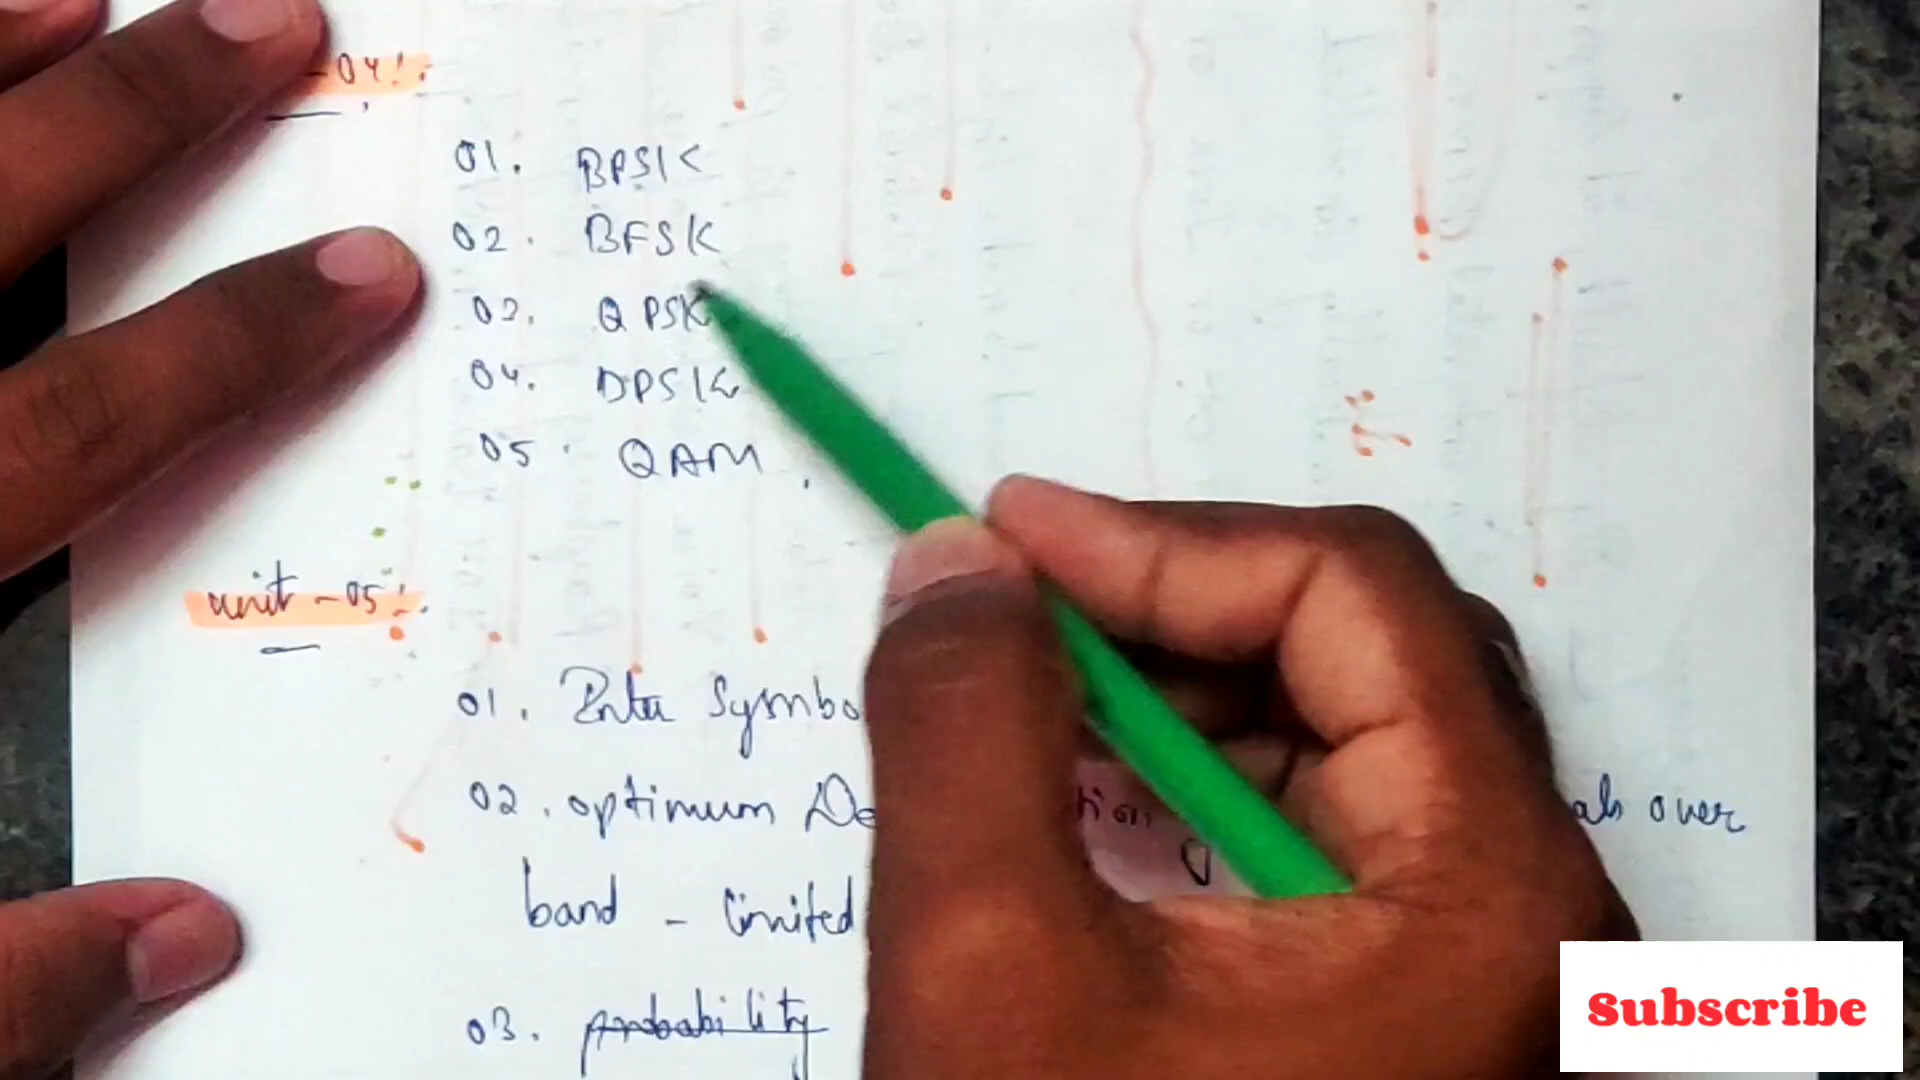 -04:-
01. BPSK
02. BFSK
03. QPSK
04. DPSK
05. QAM
unit-05:-
01. Inter Symbo
02. optimum De over
band - limited
03. probability
Subscribe